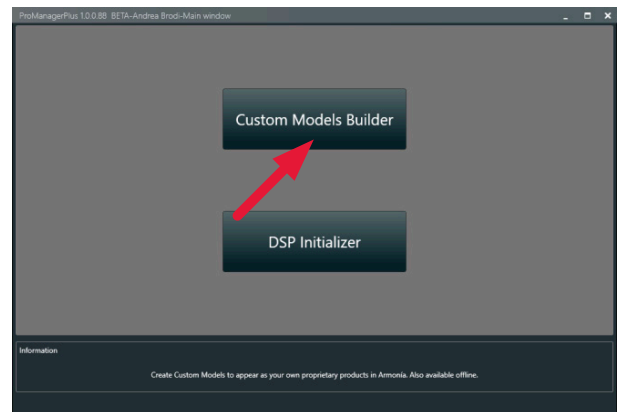 ProManagerPlus 1.0.0.88 BETA-Andrea Brodi-Main window
Custom Models Builder
DSP Initializer
Information
Create Custom Models to appear as your own proprietary products in Armonía. Also available offline.